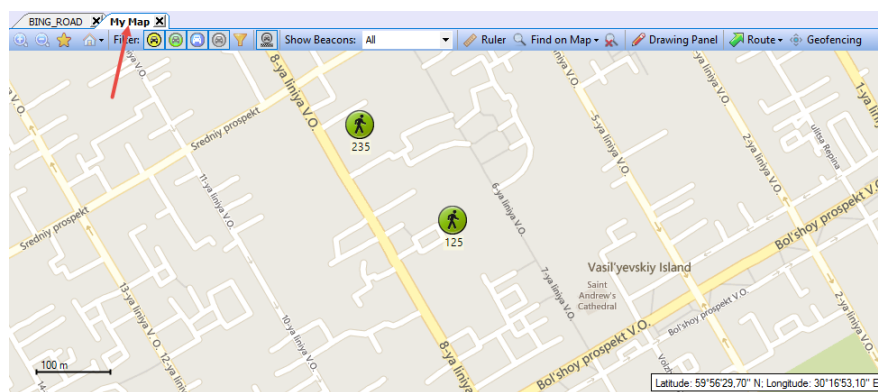 BING_ROAD
My Map
Filter:
Show Beacons: All
Ruler
Find on Map
Drawing Panel
Route
Geofencing
8-ya liniya V.O.
Sredniy prospekt
235
5-ya liniya V.O.
ya liniya V.O.
2-ya liniya V.O.
ulitsa Repina
1-ya lin
11-ya liniya V.O.
6-ya liniya V.O.
125
Sredniy prospekt
Bol'shoy prospekt V.O.
Vasil'yevskiy Island
Saint
Andrew's
Cathedral
7-ya liniya V.O.
13-ya liniya V.O.
10-ya liniya V.O.
Bol'shoy prospekt V.O.
2-ya liniya V.O.
12-ya liniya V.O.
8-ya liniya
Bol'shoy prospekt V.O.
100 m
14-
Latitude: 59°56'29,70'' N; Longitude: 30°16'53,10'' E